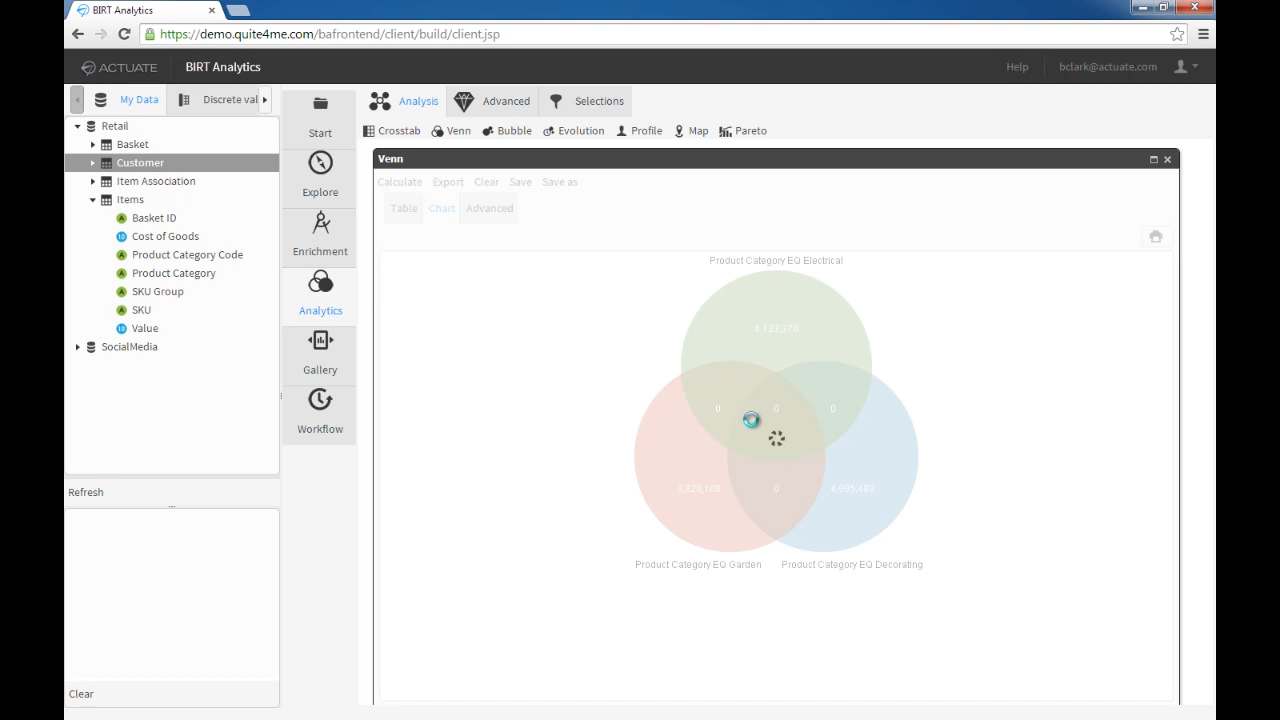 BIRT Analytics
https://demo.quite4me.com/bafrontend/client/build/client.jsp
ACTUATE BIRT Analytics Help bclark@actuate.com
My Data Discrete val
Retail
Basket
Customer
Item Association
Items
Basket ID
Cost of Goods
Product Category Code
Product Category
SKU Group
SKU
Value
SocialMedia
Refresh
Clear
Start
Explore
Enrichment
Analytics
Gallery
Workflow
Analysis Advanced Selections
Crosstab Venn Bubble Evolution Profile Map Pareto
Venn
Calculate Export Clear Save Save as
Table Chart Advanced
Product Category EQ Electrical
0 0 0
0
Product Category EQ Garden Product Category EQ Decorating